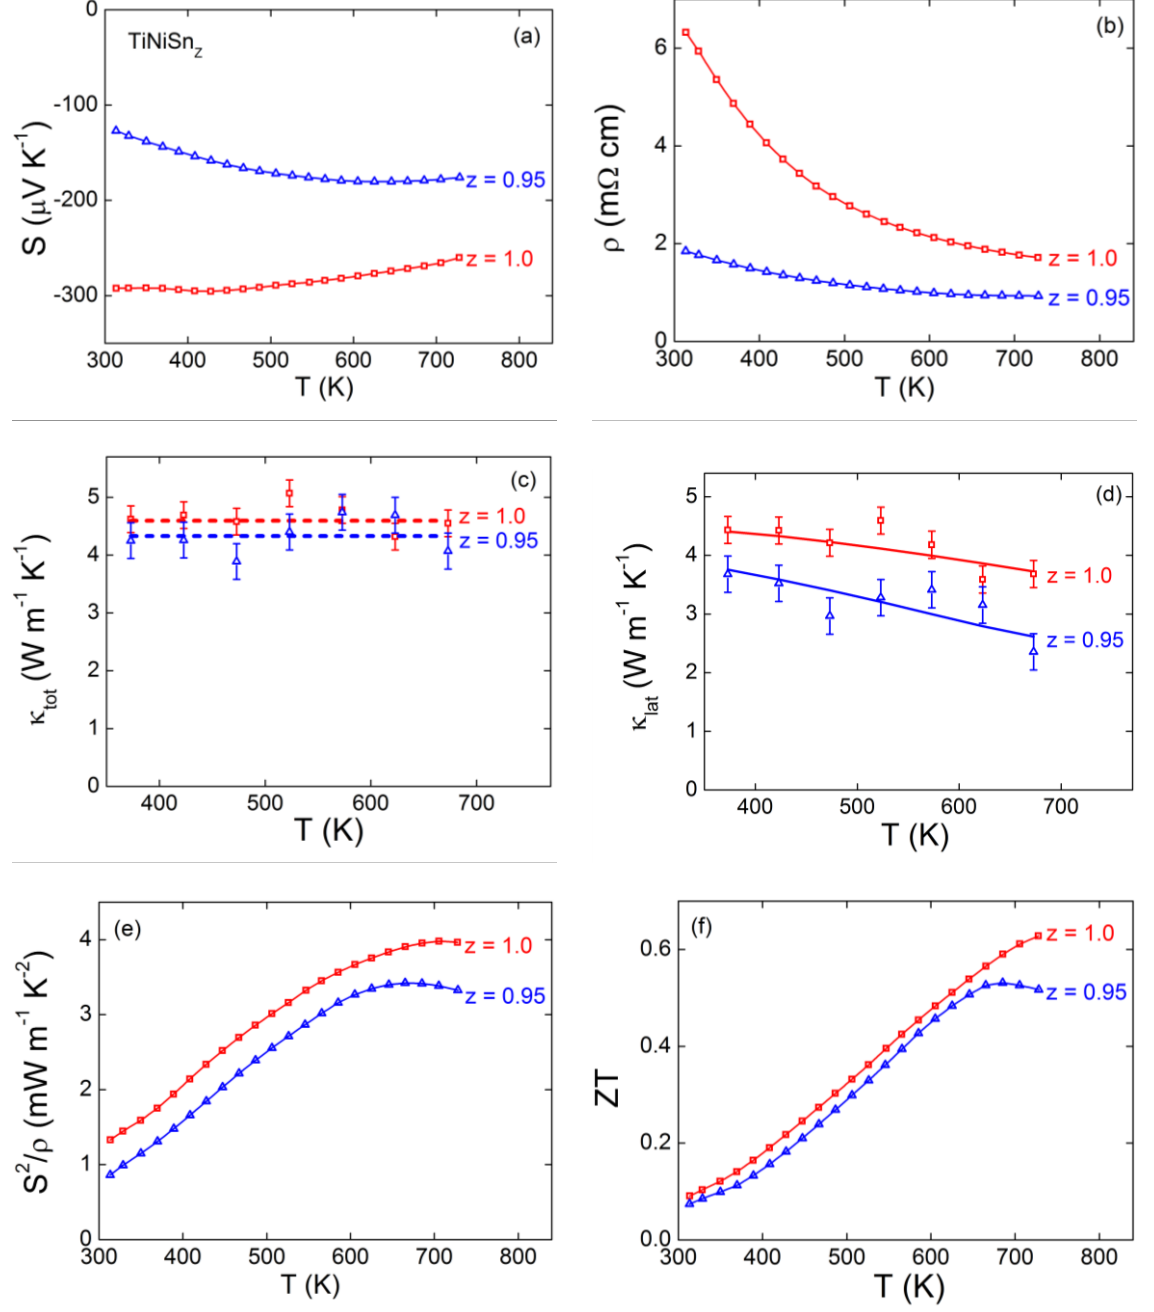 0
-100
-200
-300
S (μV K⁻¹)
TiNiSn_Z
(a)
z = 0.95
z = 1.0
300 400 500 600 700 800
T (K)
6
4
2
0
ρ (mΩ cm)
(b)
z = 1.0
z = 0.95
300 400 500 600 700 800
T (K)
5
4
3
2
1
0
κ_tot (W m⁻¹ K⁻¹)
(c)
z = 1.0
z = 0.95
400 500 600 700
T (K)
5
4
3
2
1
0
κ_lat (W m⁻¹ K⁻¹)
(d)
z = 1.0
z = 0.95
400 500 600 700
T (K)
4
3
2
1
0
S²/ρ (mW m⁻¹ K⁻²)
(e)
z = 1.0
z = 0.95
300 400 500 600 700 800
T (K)
0.6
0.4
0.2
0.0
ZT
(f)
z = 1.0
z = 0.95
300 400 500 600 700 800
T (K)